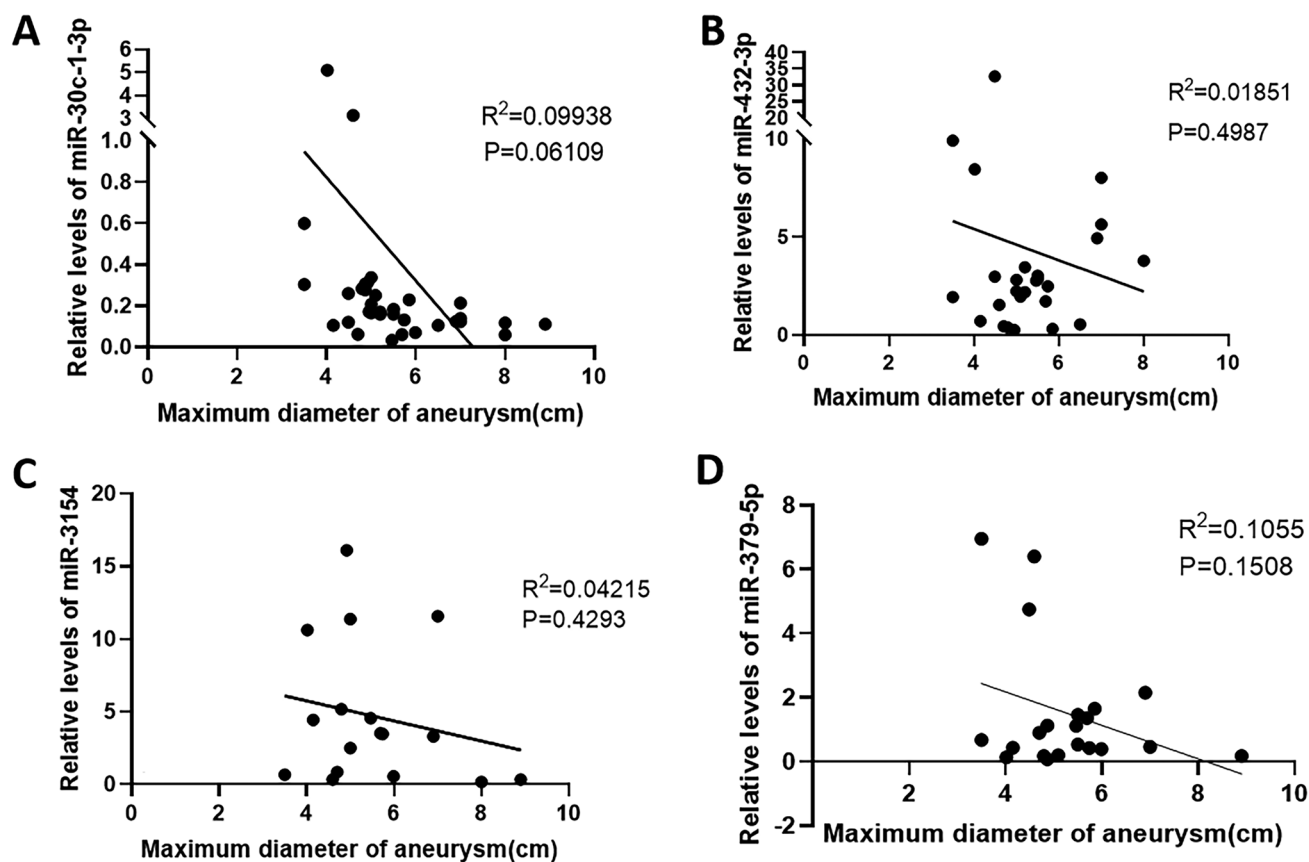 A
Relative levels of miR-30c-1-3p
6
5
4
3
1.0
0.8
0.6
0.4
0.2
0.0
0 2 4 6 8 10
Maximum diameter of aneurysm(cm)
R²=0.09938
P=0.06109
B
Relative levels of miR-432-3p
40
35
30
25
20
10
5
0
0 2 4 6 8 10
Maximum diameter of aneurysm(cm)
R²=0.01851
P=0.4987
C
Relative levels of miR-3154
20
15
10
5
0
0 2 4 6 8 10
Maximum diameter of aneurysm(cm)
R²=0.04215
P=0.4293
D
Relative levels of miR-379-5p
8
6
4
2
0
-2
2 4 6 8 10
Maximum diameter of aneurysm(cm)
R²=0.1055
P=0.1508